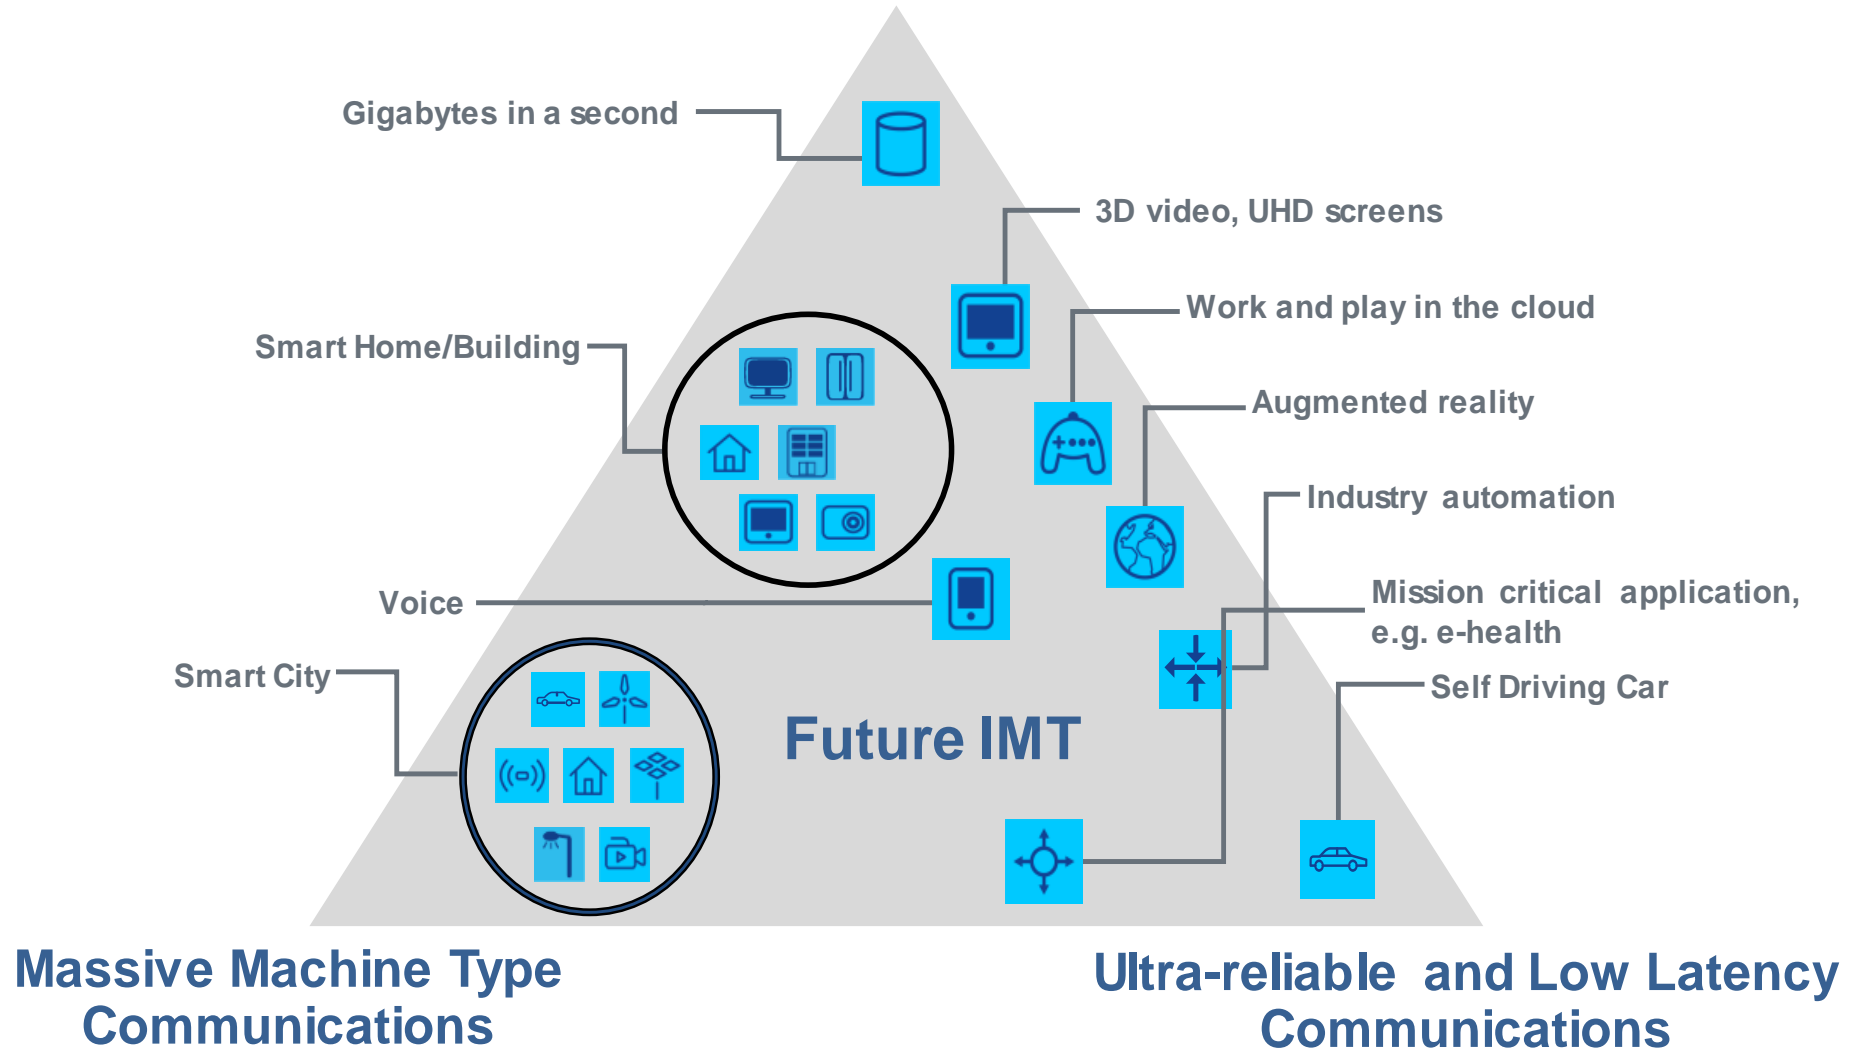 Gigabytes in a second
3D video, UHD screens
Work and play in the cloud
Smart Home/Building
Augmented reality
Industry automation
Voice
Mission critical application,
e.g. e-health
Smart City
Self Driving Car
Future IMT
Massive Machine Type
Communications
Ultra-reliable and Low Latency
Communications